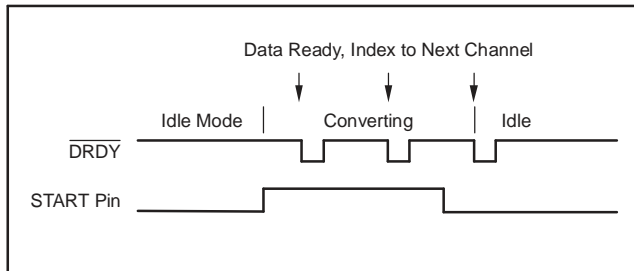 Data Ready, Index to Next Channel
Idle Mode Converting Idle
DRDY
START Pin